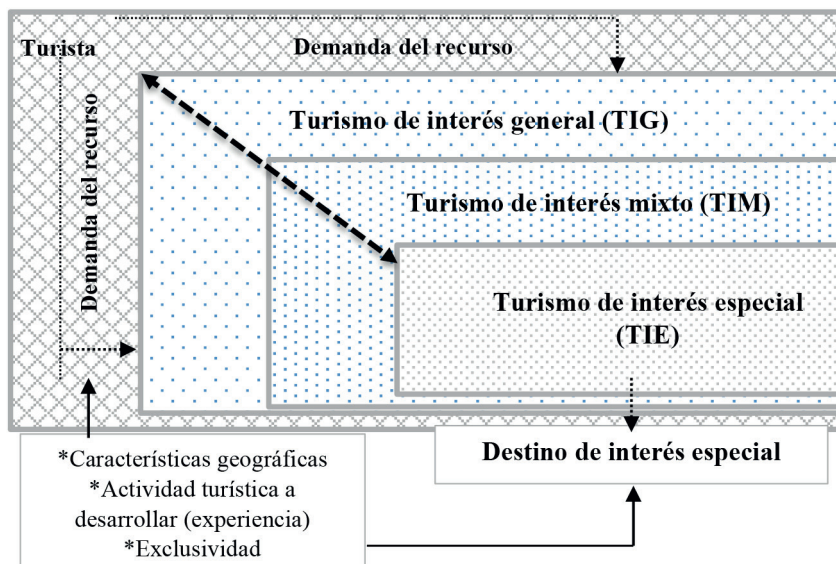 Turista
Demanda del recurso
Demanda del recurso
Turismo de interés general (TIG)
Turismo de interés mixto (TIM)
Turismo de interés especial
(TIE)
Destino de interés especial
*Características geográficas
*Actividad turística a
desarrollar (experiencia)
*Exclusividad